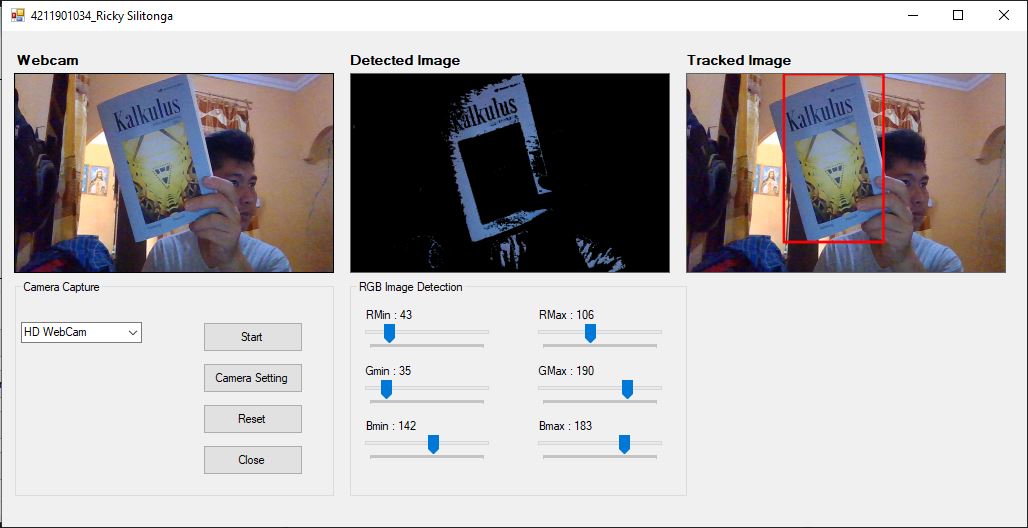 4211901034_Ricky Silitonga
Webcam
Detected Image
Tracked Image
Kalkulus
Kalkulus
Kalkulus
Camera Capture
HD WebCam
Start
Camera Setting
Reset
Close
RGB Image Detection
RMin : 43
RMax : 106
Gmin : 35
GMax : 190
Bmin : 142
Bmax : 183